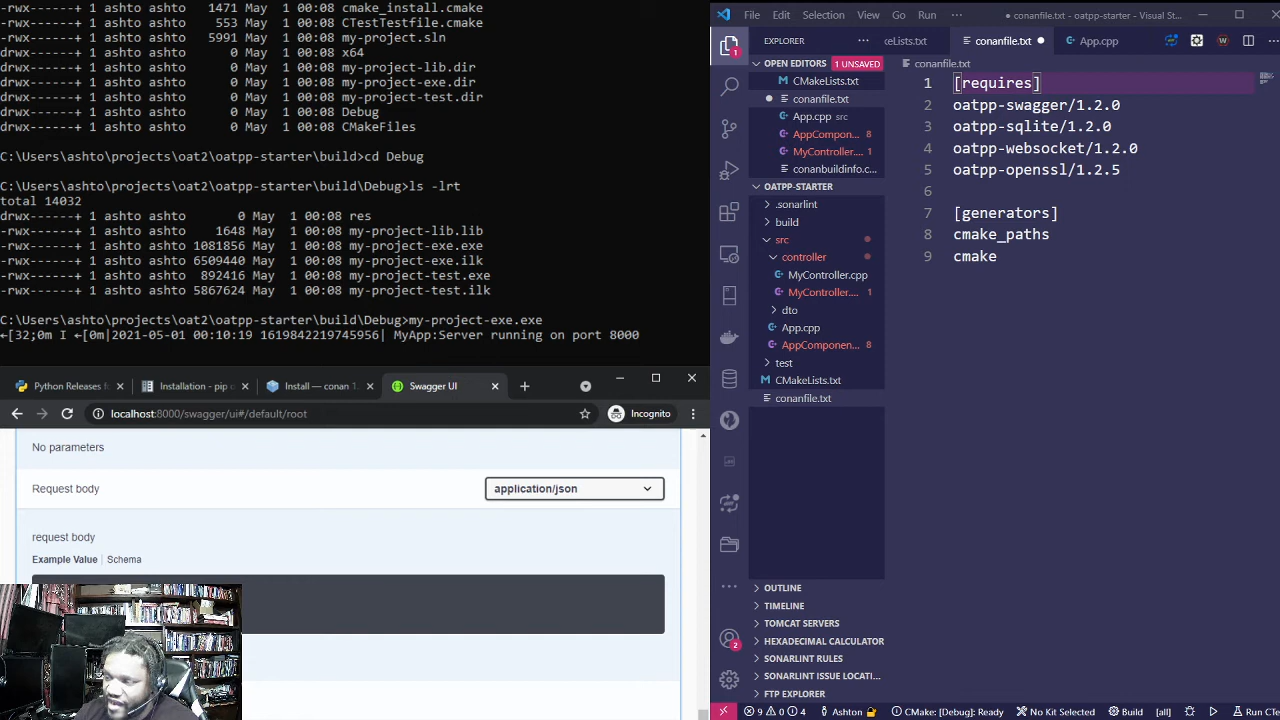 drwx------+ 1 ashto ashto 1471 May 1 00:08 cmake_install.cmake
-rwx------+ 1 ashto ashto 553 May 1 00:08 CTestTestfile.cmake
-rwx------+ 1 ashto ashto 5991 May 1 00:08 my-project.sln
drwx------+ 1 ashto ashto 0 May 1 00:08 x64
drwx------+ 1 ashto ashto 0 May 1 00:08 my-project-lib.dir
drwx------+ 1 ashto ashto 0 May 1 00:08 my-project-exe.dir
drwx------+ 1 ashto ashto 0 May 1 00:08 my-project-test.dir
drwx------+ 1 ashto ashto 0 May 1 00:08 Debug
drwx------+ 1 ashto ashto 0 May 1 00:08 CMakeFiles
C:\Users\ashto\projects\oat2\oatpp-starter\build>cd Debug
C:\Users\ashto\projects\oat2\oatpp-starter\build\Debug>ls -lrt
total 14032
drwx------+ 1 ashto ashto 0 May 1 00:08 res
-rwx------+ 1 ashto ashto 1648 May 1 00:08 my-project-lib.lib
-rwx------+ 1 ashto ashto 1081856 May 1 00:08 my-project-exe.exe
-rwx------+ 1 ashto ashto 6509440 May 1 00:08 my-project-exe.ilk
-rwx------+ 1 ashto ashto 892416 May 1 00:08 my-project-test.exe
-rwx------+ 1 ashto ashto 5867624 May 1 00:08 my-project-test.ilk
C:\Users\ashto\projects\oat2\oatpp-starter\build\Debug>my-project-exe.exe
←[32;0m I ←[0m|2021-05-01 00:10:19 1619842219745956| MyApp:Server running on port 8000
Python Releases fo
Installation - pip d
Install — conan 1.
Swagger UI
localhost:8000/swagger/ui#/default/root
Incognito
No parameters
Request body
application/json
request body
Example Value | Schema
File Edit Selection View Go Run ···
● conanfile.txt - oatpp-starter - Visual St...
EXPLORER
eLists.txt
conanfile.txt ●
App.cpp
OPEN EDITORS 1 UNSAVED
CMakeLists.txt
● conanfile.txt
App.cpp src
AppCompon... 8
MyController.... 1
conanbuildinfo.c...
OATPP-STARTER
.sonarlint
build
src
controller
MyController.cpp
MyController.... 1
dto
App.cpp
AppComponen... 8
test
CMakeLists.txt
conanfile.txt
OUTLINE
TIMELINE
TOMCAT SERVERS
HEXADECIMAL CALCULATOR
SONARLINT RULES
SONARLINT ISSUE LOCATI...
FTP EXPLORER
conanfile.txt
1 [requires]
2 oatpp-swagger/1.2.0
3 oatpp-sqlite/1.2.0
4 oatpp-websocket/1.2.0
5 oatpp-openssl/1.2.5
6
7 [generators]
8 cmake_paths
9 cmake
1
2
9 0 4 Ashton CMake: [Debug]: Ready No Kit Selected Build [all] Run CTe